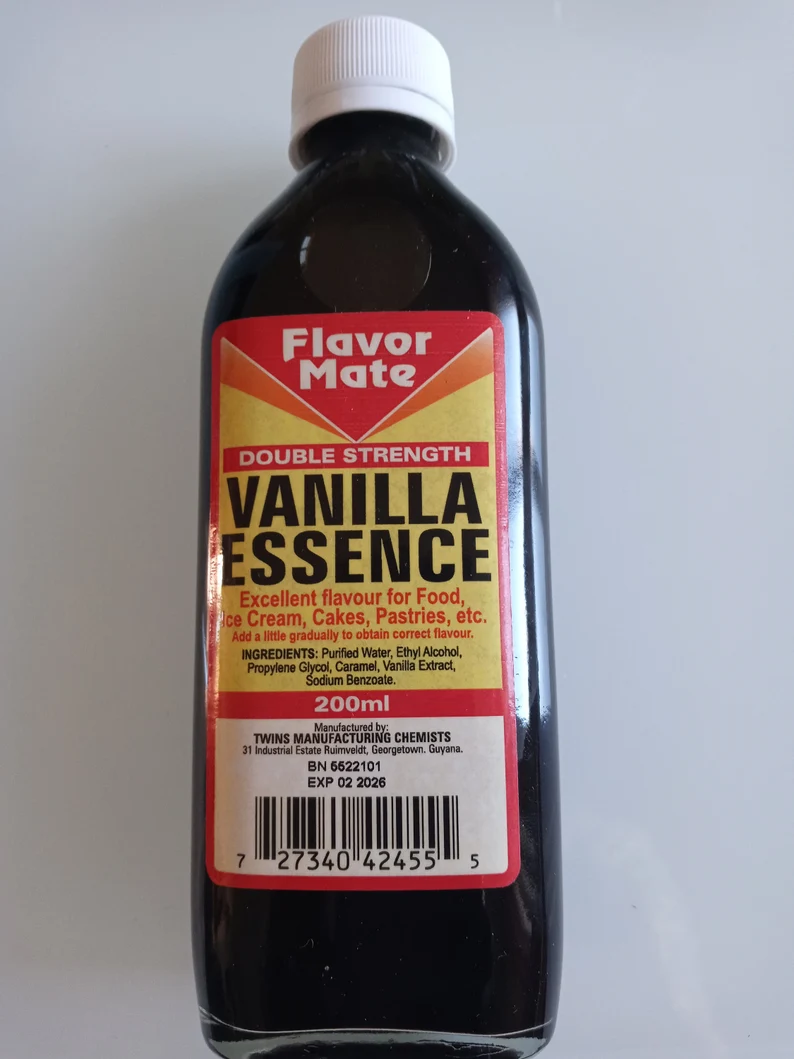 Flavor
Mate
DOUBLE STRENGTH
VANILLA
ESSENCE
Excellent flavour for Food,
Ice Cream, Cakes, Pastries, etc.
Add a little gradually to obtain correct flavour.
INGREDIENTS: Purified Water, Ethyl Alcohol,
Propylene Glycol, Caramel, Vanilla Extract,
Sodium Benzoate.
200ml
Manufactured by:
TWINS MANUFACTURING CHEMISTS
31 Industrial Estate Ruimveldt, Georgetown. Guyana.
BN 6622101
EXP 02 2026
7 27340 42455 5